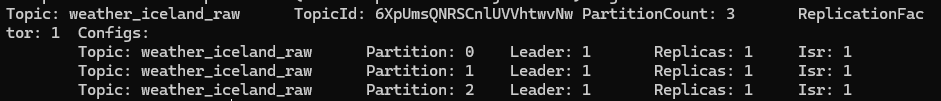 Topic: weather_iceland_raw TopicId: 6XpUmsQNRSCnlUVVhtwvNw PartitionCount: 3 ReplicationFac
tor: 1 Configs:
Topic: weather_iceland_raw Partition: 0 Leader: 1 Replicas: 1 Isr: 1
Topic: weather_iceland_raw Partition: 1 Leader: 1 Replicas: 1 Isr: 1
Topic: weather_iceland_raw Partition: 2 Leader: 1 Replicas: 1 Isr: 1